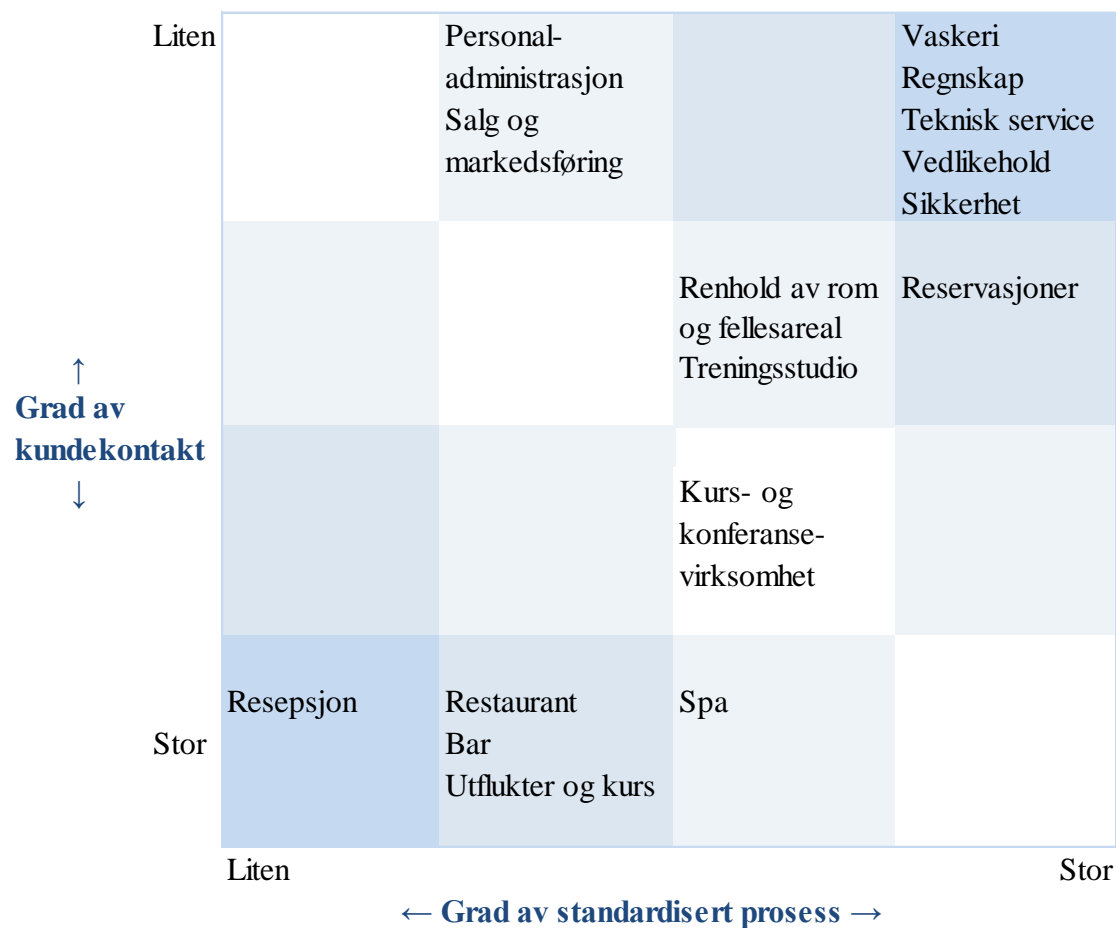 Liten
Personal-
administrasjon
Salg og
markedsføring
Vaskeri
Regnskap
Teknisk service
Vedlikehold
Sikkerhet
Renhold av rom
og fellesareal
Treningsstudio
Reservasjoner
↑
Grad av
kundekontakt
↓
Kurs- og
konferanse-
virksomhet
Resepsjon
Restaurant
Bar
Utflukter og kurs
Spa
Stor
Liten
Stor
← Grad av standardisert prosess →